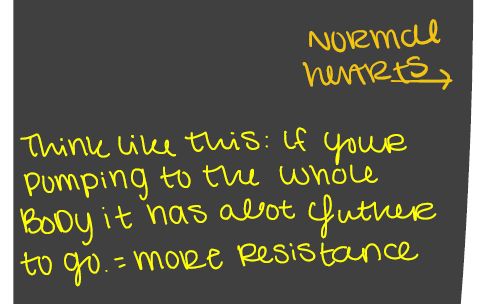 NORMal
heARtS
Think like this: If your
pumping to the whole
Body it has alot futher
to go. = more Resistance